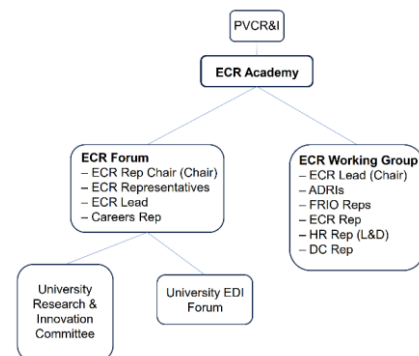 PVCR&I
ECR Academy
ECR Forum
– ECR Rep Chair (Chair)
– ECR Representatives
– ECR Lead
– Careers Rep
ECR Working Group
– ECR Lead (Chair)
– ADRIs
– FRIO Reps
– ECR Rep
– HR Rep (L&D)
– DC Rep
University
Research &
Innovation
Committee
University EDI
Forum